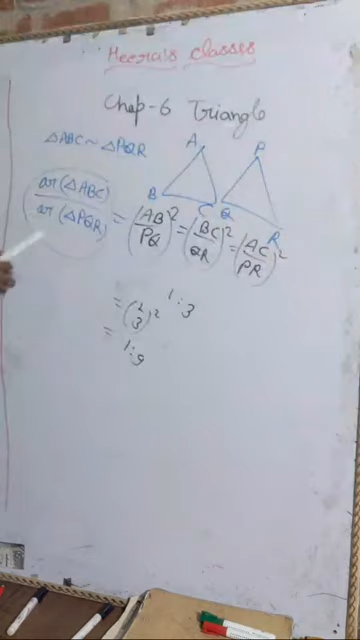 Meera's Classes
Chap-6 Triangle
△ABC ~ △PQR
A
P
B
C
Q
R
ar(△ABC)/ar(△PQR) = (AB/PQ)² = (BC/QR)² = (AC/PR)²
= (1/3)² 1:3
= 1:9